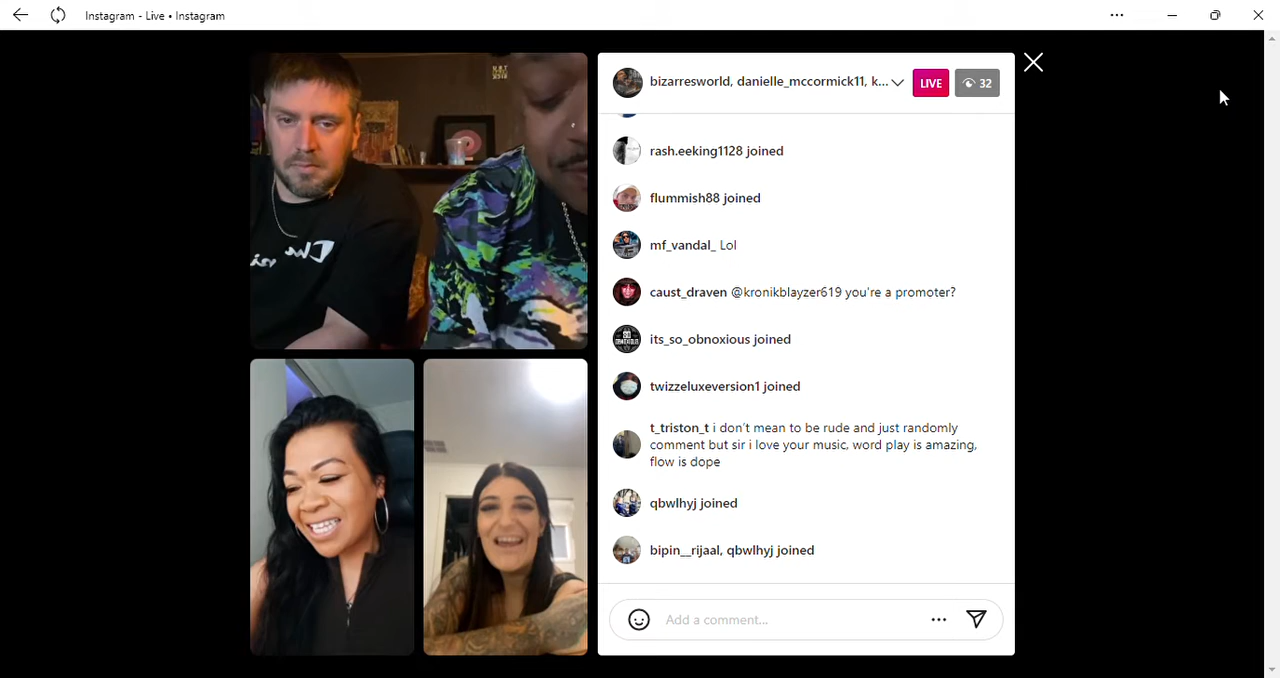 Instagram - Live • Instagram
bizarresworld, danielle_mccormick11, k...
LIVE
32
rash.eeking1128 joined
flummish88 joined
mf_vandal_ Lol
caust_draven @kronikblayzer619 you're a promoter?
its_so_obnoxious joined
twizzeluxeversion1 joined
t_triston_t i don't mean to be rude and just randomly
comment but sir i love your music, word play is amazing,
flow is dope
qbwlhyj joined
bipin__rijaal, qbwlhyj joined
Add a comment...